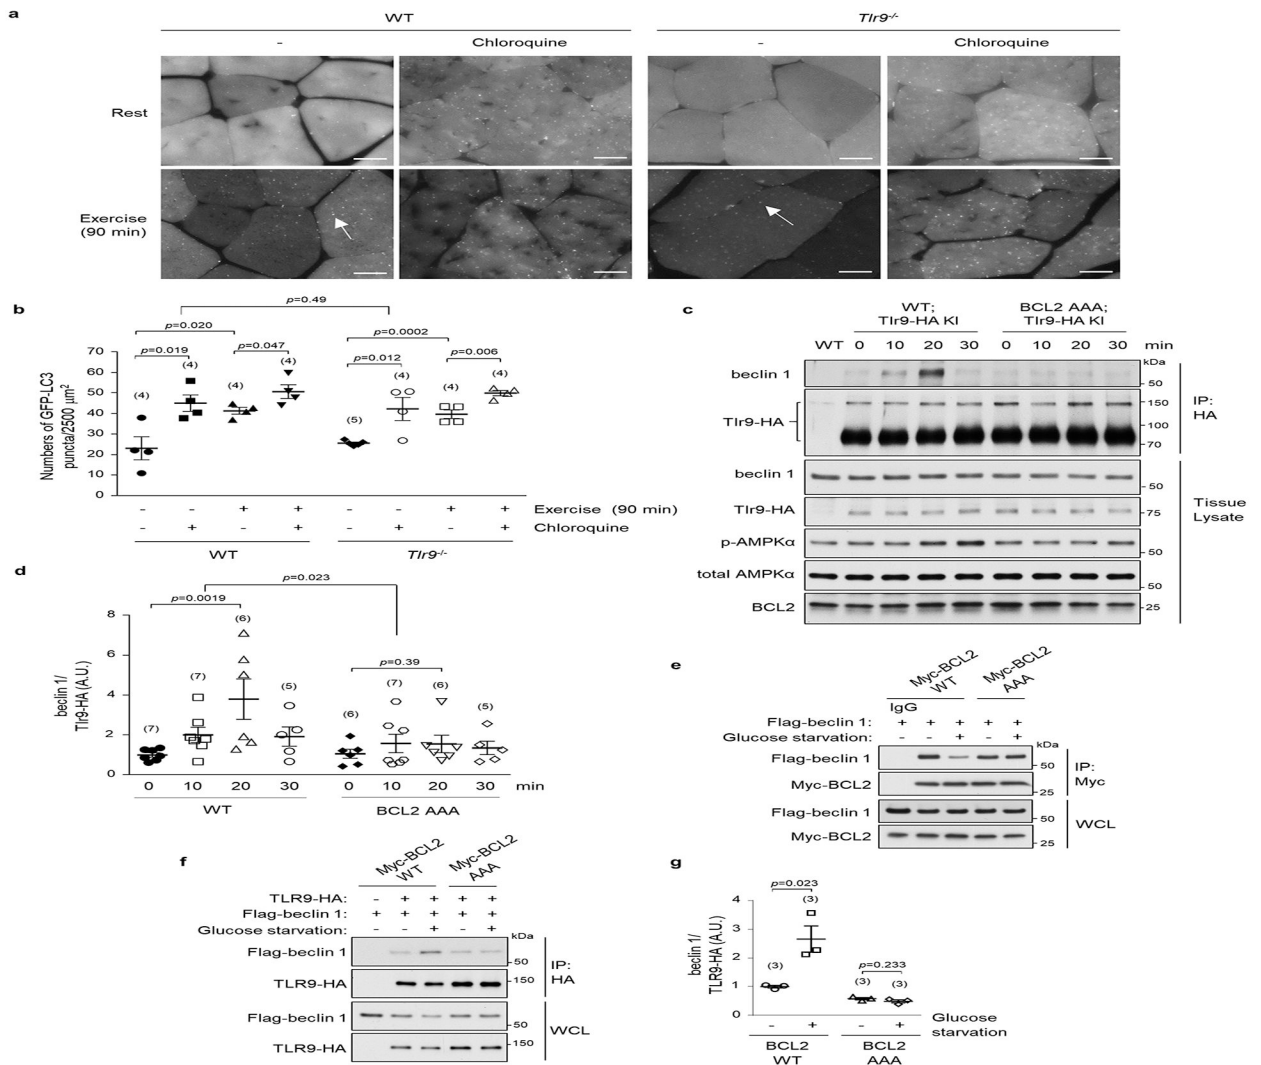 a
WT
Tlr9-/-
-
Chloroquine
-
Chloroquine
Rest
Exercise
(90 min)
b
p=0.49
p=0.020
p=0.0002
p=0.019
p=0.047
p=0.012
p=0.006
(4)
(4)
(4)
(4)
(5)
(4)
(4)
(4)
Numbers of GFP-LC3
puncta/2500 µm2
70
60
50
40
30
20
10
0
- - + + - - + + Exercise (90 min)
- + - + - + - + Chloroquine
WT
Tlr9-/-
c
WT;
Tlr9-HA KI
BCL2 AAA;
Tlr9-HA KI
WT 0 10 20 30 0 10 20 30 min
kDa
beclin 1
50
Tlr9-HA
150
100
70
IP:
HA
beclin 1
50
Tlr9-HA
75
p-AMPKα
50
total AMPKα
50
BCL2
25
Tissue
Lysate
d
p=0.023
p=0.0019
p=0.39
(7)
(7)
(6)
(5)
(6)
(7)
(6)
(5)
beclin 1/
Tlr9-HA (A.U.)
8
6
4
2
0
0 10 20 30 0 10 20 30 min
WT
BCL2 AAA
e
Myc-BCL2
WT
Myc-BCL2
AAA
IgG
Flag-beclin 1: + + + + +
Glucose starvation: - - + - +
kDa
Flag-beclin 1
50
Myc-BCL2
25
IP:
Myc
Flag-beclin 1
50
Myc-BCL2
25
WCL
f
Myc-BCL2
WT
Myc-BCL2
AAA
TLR9-HA: - + + + +
Flag-beclin 1: + + + + +
Glucose starvation: - - + - +
kDa
Flag-beclin 1
50
TLR9-HA
150
IP:
HA
Flag-beclin 1
50
TLR9-HA
150
WCL
g
p=0.023
p=0.233
(3)
(3)
(3)
(3)
beclin 1/
TLR9-HA (A.U.)
4
3
2
1
0
- + - + Glucose
starvation
BCL2
WT
BCL2
AAA